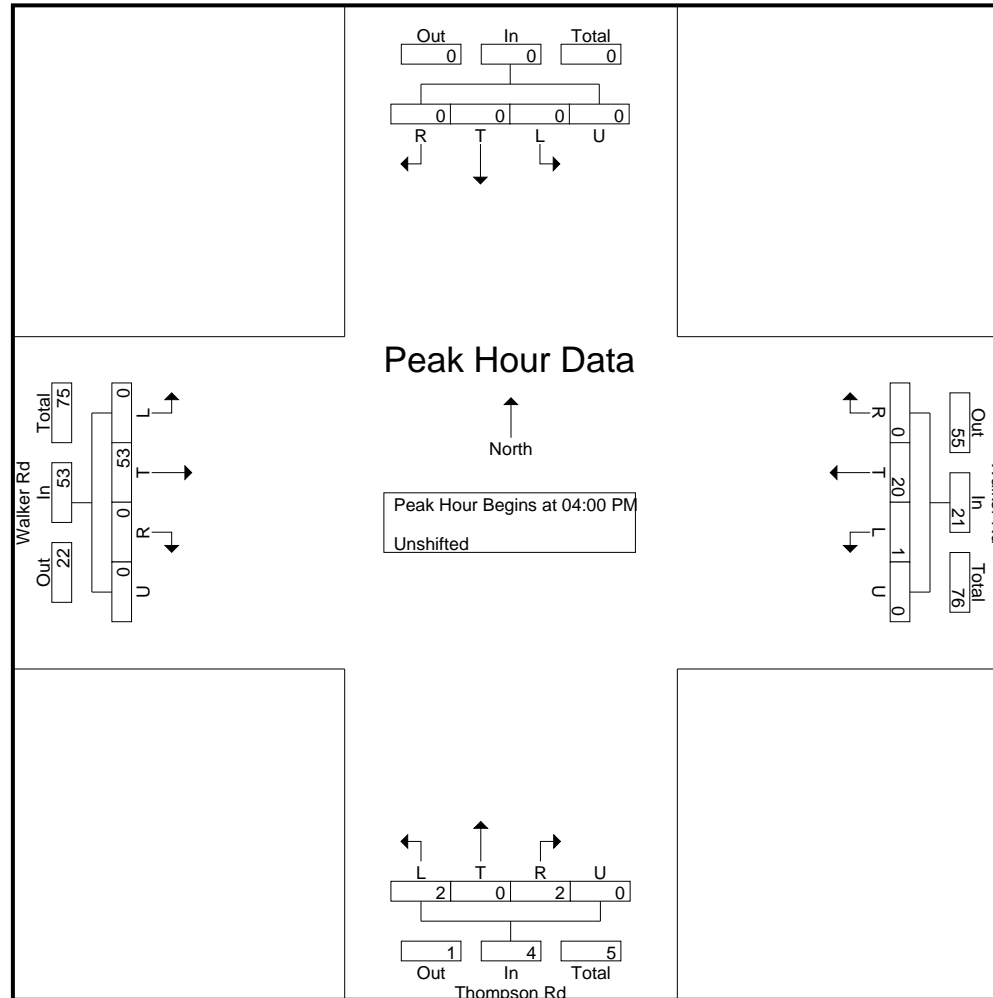 Out In Total
0 0 0
0 0 0 0
R T L U
Peak Hour Data
North
Peak Hour Begins at 04:00 PM
Unshifted
Walker Rd
Out In Total
22 53 75
0 53 0 0
L T R U
Out In Total
55 21 76
0 20 1 0
R T L U
L T R U
2 0 2 0
1 4 5
Out In Total
Thompson Rd